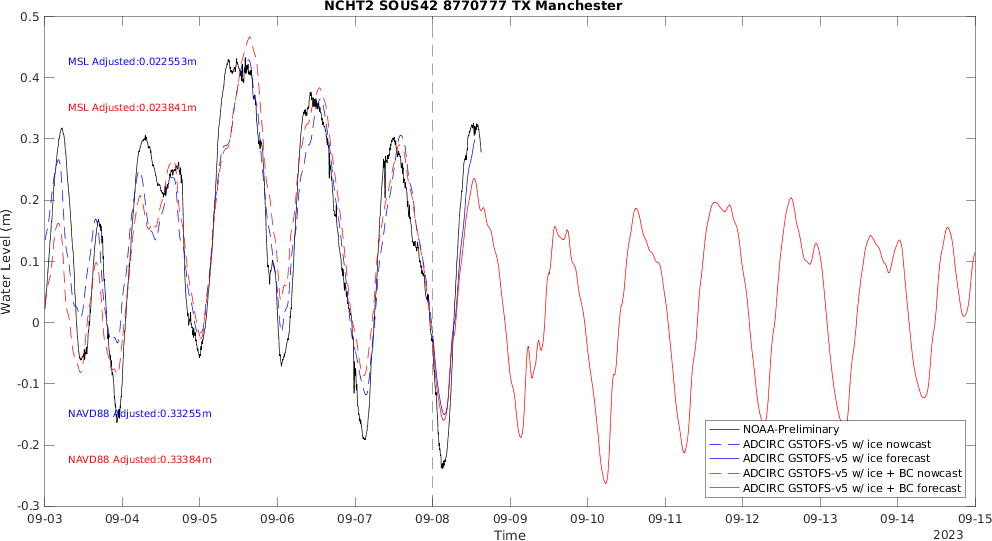 NCHT2 SOUS42 8770777 TX Manchester
0.5
0.4
0.3
0.2
0.1
0
-0.1
-0.2
-0.3
Water Level (m)
MSL Adjusted:0.022553m
MSL Adjusted:0.023841m
NAVD88 Adjusted:0.33255m
NAVD88 Adjusted:0.33384m
NOAA-Preliminary
ADCIRC GSTOFS-v5 w/ ice nowcast
ADCIRC GSTOFS-v5 w/ ice forecast
ADCIRC GSTOFS-v5 w/ ice + BC nowcast
ADCIRC GSTOFS-v5 w/ ice + BC forecast
09-03 09-04 09-05 09-06 09-07 09-08 09-09 09-10 09-11 09-12 09-13 09-14 09-15
Time
2023